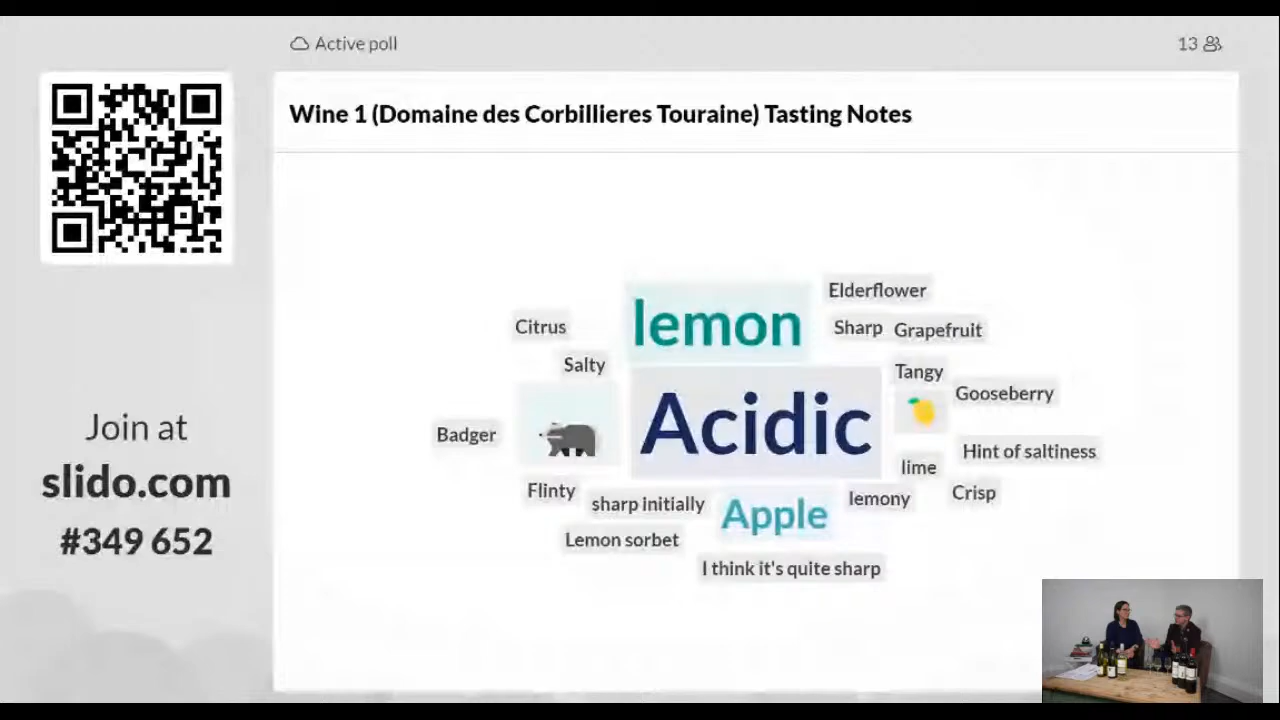 Active poll
13
Wine 1 (Domaine des Corbillieres Touraine) Tasting Notes
Join at
slido.com
#349 652
Elderflower
Citrus
lemon
Sharp
Grapefruit
Salty
Tangy
Gooseberry
Acidic
Badger
Hint of saltiness
lime
Flinty
sharp initially
Apple
lemony
Crisp
Lemon sorbet
I think it's quite sharp